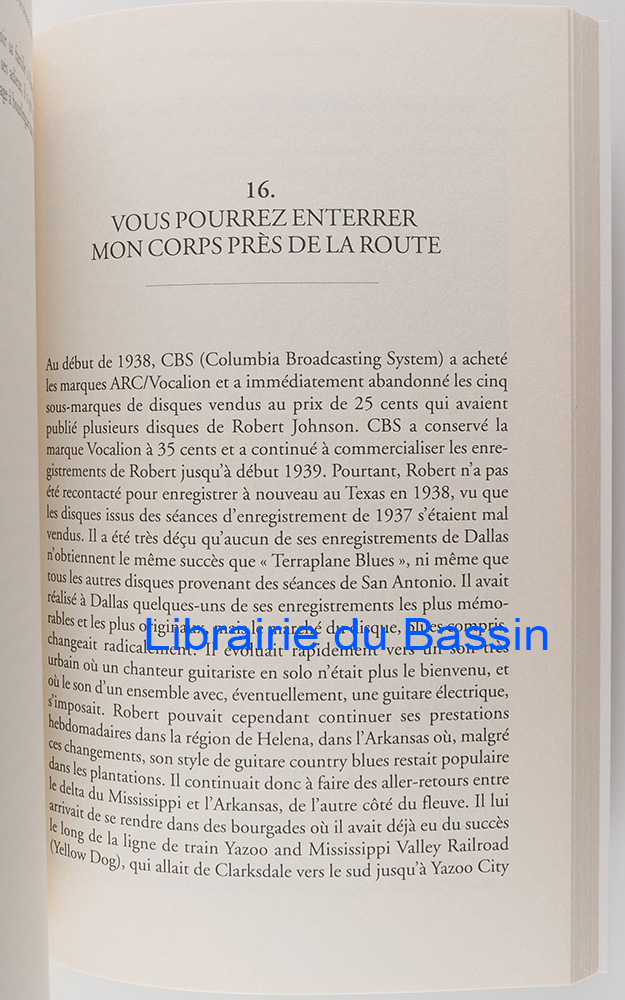 16.
VOUS POURREZ ENTERRER
MON CORPS PRÈS DE LA ROUTE
Au début de 1938, CBS (Columbia Broadcasting System) a acheté
les marques ARC/Vocalion et a immédiatement abandonné les cinq
sous-marques de disques vendus au prix de 25 cents qui avaient
publié plusieurs disques de Robert Johnson. CBS a conservé la
marque Vocalion à 35 cents et a continué à commercialiser les enre-
gistrements de Robert jusqu'à début 1939. Pourtant, Robert n'a pas
été recontacté pour enregistrer à nouveau au Texas en 1938, vu que
les disques issus des séances d'enregistrement de 1937 s'étaient mal
vendus. Il a été très déçu qu'aucun de ses enregistrements de Dallas
n'obtiennent le même succès que « Terraplane Blues », ni même que
tous les autres disques provenant des séances de San Antonio. Il avait
réalisé à Dallas quelques-uns de ses enregistrements les plus mémo-
rables et les plus originaux, mais le marché du disque, compris,
Librairie du Bassin
changeait radicalement. Il évoluait rapidement vers un son très
urbain où un chanteur guitariste en solo n'était plus le bienvenu, et
où le son d'un ensemble avec, éventuellement, une guitare électrique,
s'imposait. Robert pouvait cependant continuer ses prestations
hebdomadaires dans la région de Helena, dans l'Arkansas où, malgré
ces changements, son style de guitare country blues restait populaire
dans les plantations. Il continuait donc à faire des aller-retours entre
le delta du Mississippi et l'Arkansas, de l'autre côté du fleuve. Il lui
arrivait de se rendre dans des bourgades où il avait déjà eu du succès
le long de la ligne de train Yazoo and Mississippi Valley Railroad
(Yellow Dog), qui allait de Clarksdale vers le sud jusqu'à Yazoo City